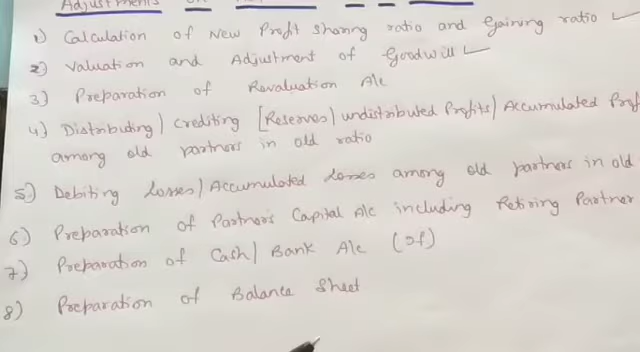 Adjustments on
1) Calculation of New Profit sharing ratio and Gaining ratio
2) Valuation and Adjustment of Goodwill
3) Preparation of Revaluation A/c
4) Distributing/ Crediting [Reserves/ undistributed Profits/ Accumulated Prof
among old partners in old ratio
5) Debiting losses/ Accumulated losses among old partners in old
6) Preparation of Partner's Capital A/c including Retiring Partner
7) Preparation of Cash/ Bank A/c (If)
8) Preparation of Balance Sheet